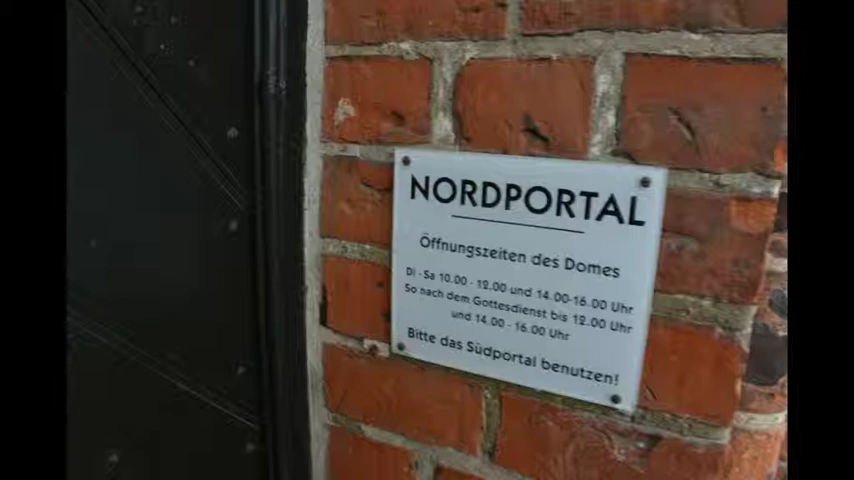 NORDPORTAL
Öffnungszeiten des Domes
Di - Sa 10.00 - 12.00 und 14.00-16.00 Uhr
So nach dem Gottesdienst bis 12.00 Uhr
und 14.00 - 16.00 Uhr
Bitte das Südportal benutzen!